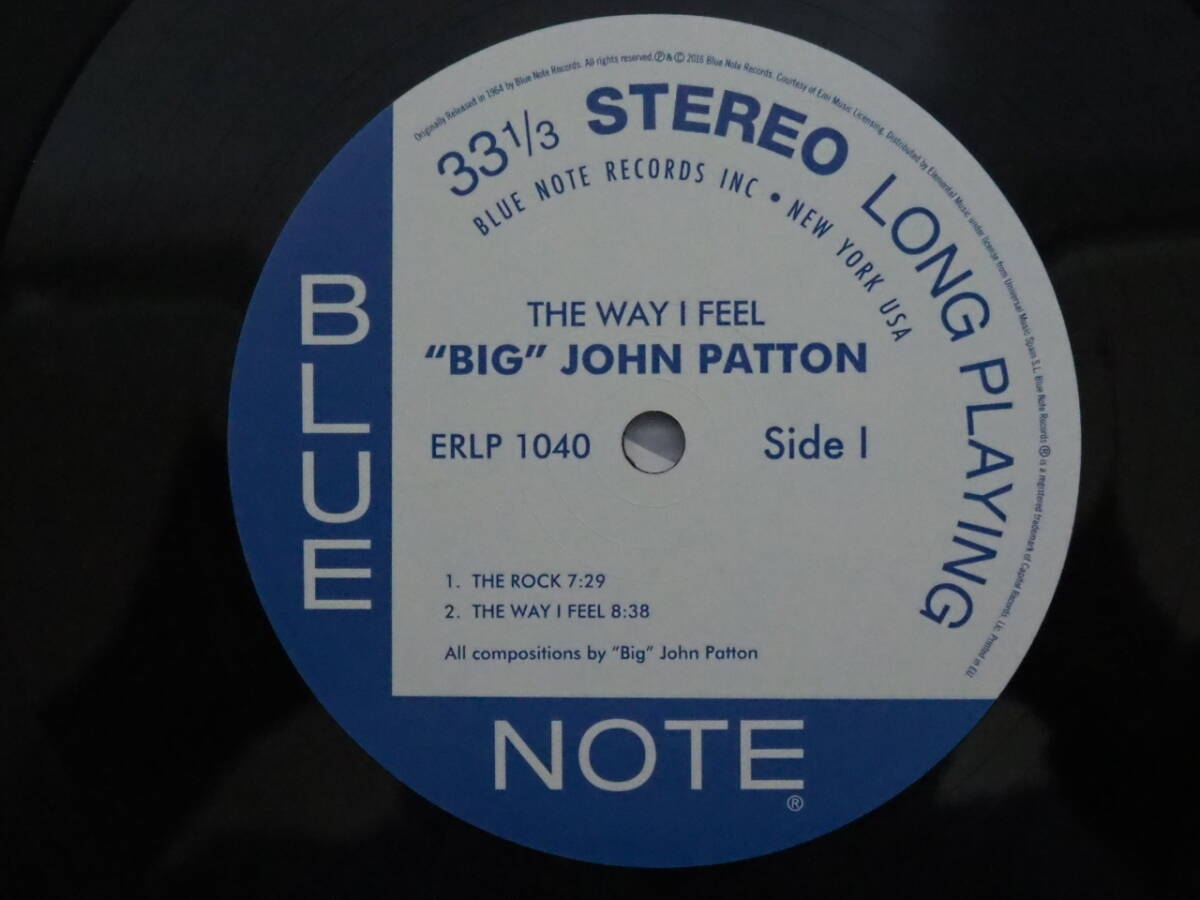 Originally Released in 1964 by Blue Note Records. All rights reserved. ℗ & © 2016 Blue Note Records. Courtesy of Emi Music Licensing. Distributed by Elemental Music under license from Universal Music Spain S.L. Blue Note Records ® is a registered trademark of Capitol Records, LLC. Printed in EU.
33 1/3 STEREO LONG PLAYING
BLUE NOTE RECORDS INC • NEW YORK USA
THE WAY I FEEL
"BIG" JOHN PATTON
ERLP 1040 Side I
1. THE ROCK 7:29
2. THE WAY I FEEL 8:38
All compositions by "Big" John Patton
BLUE
NOTE®